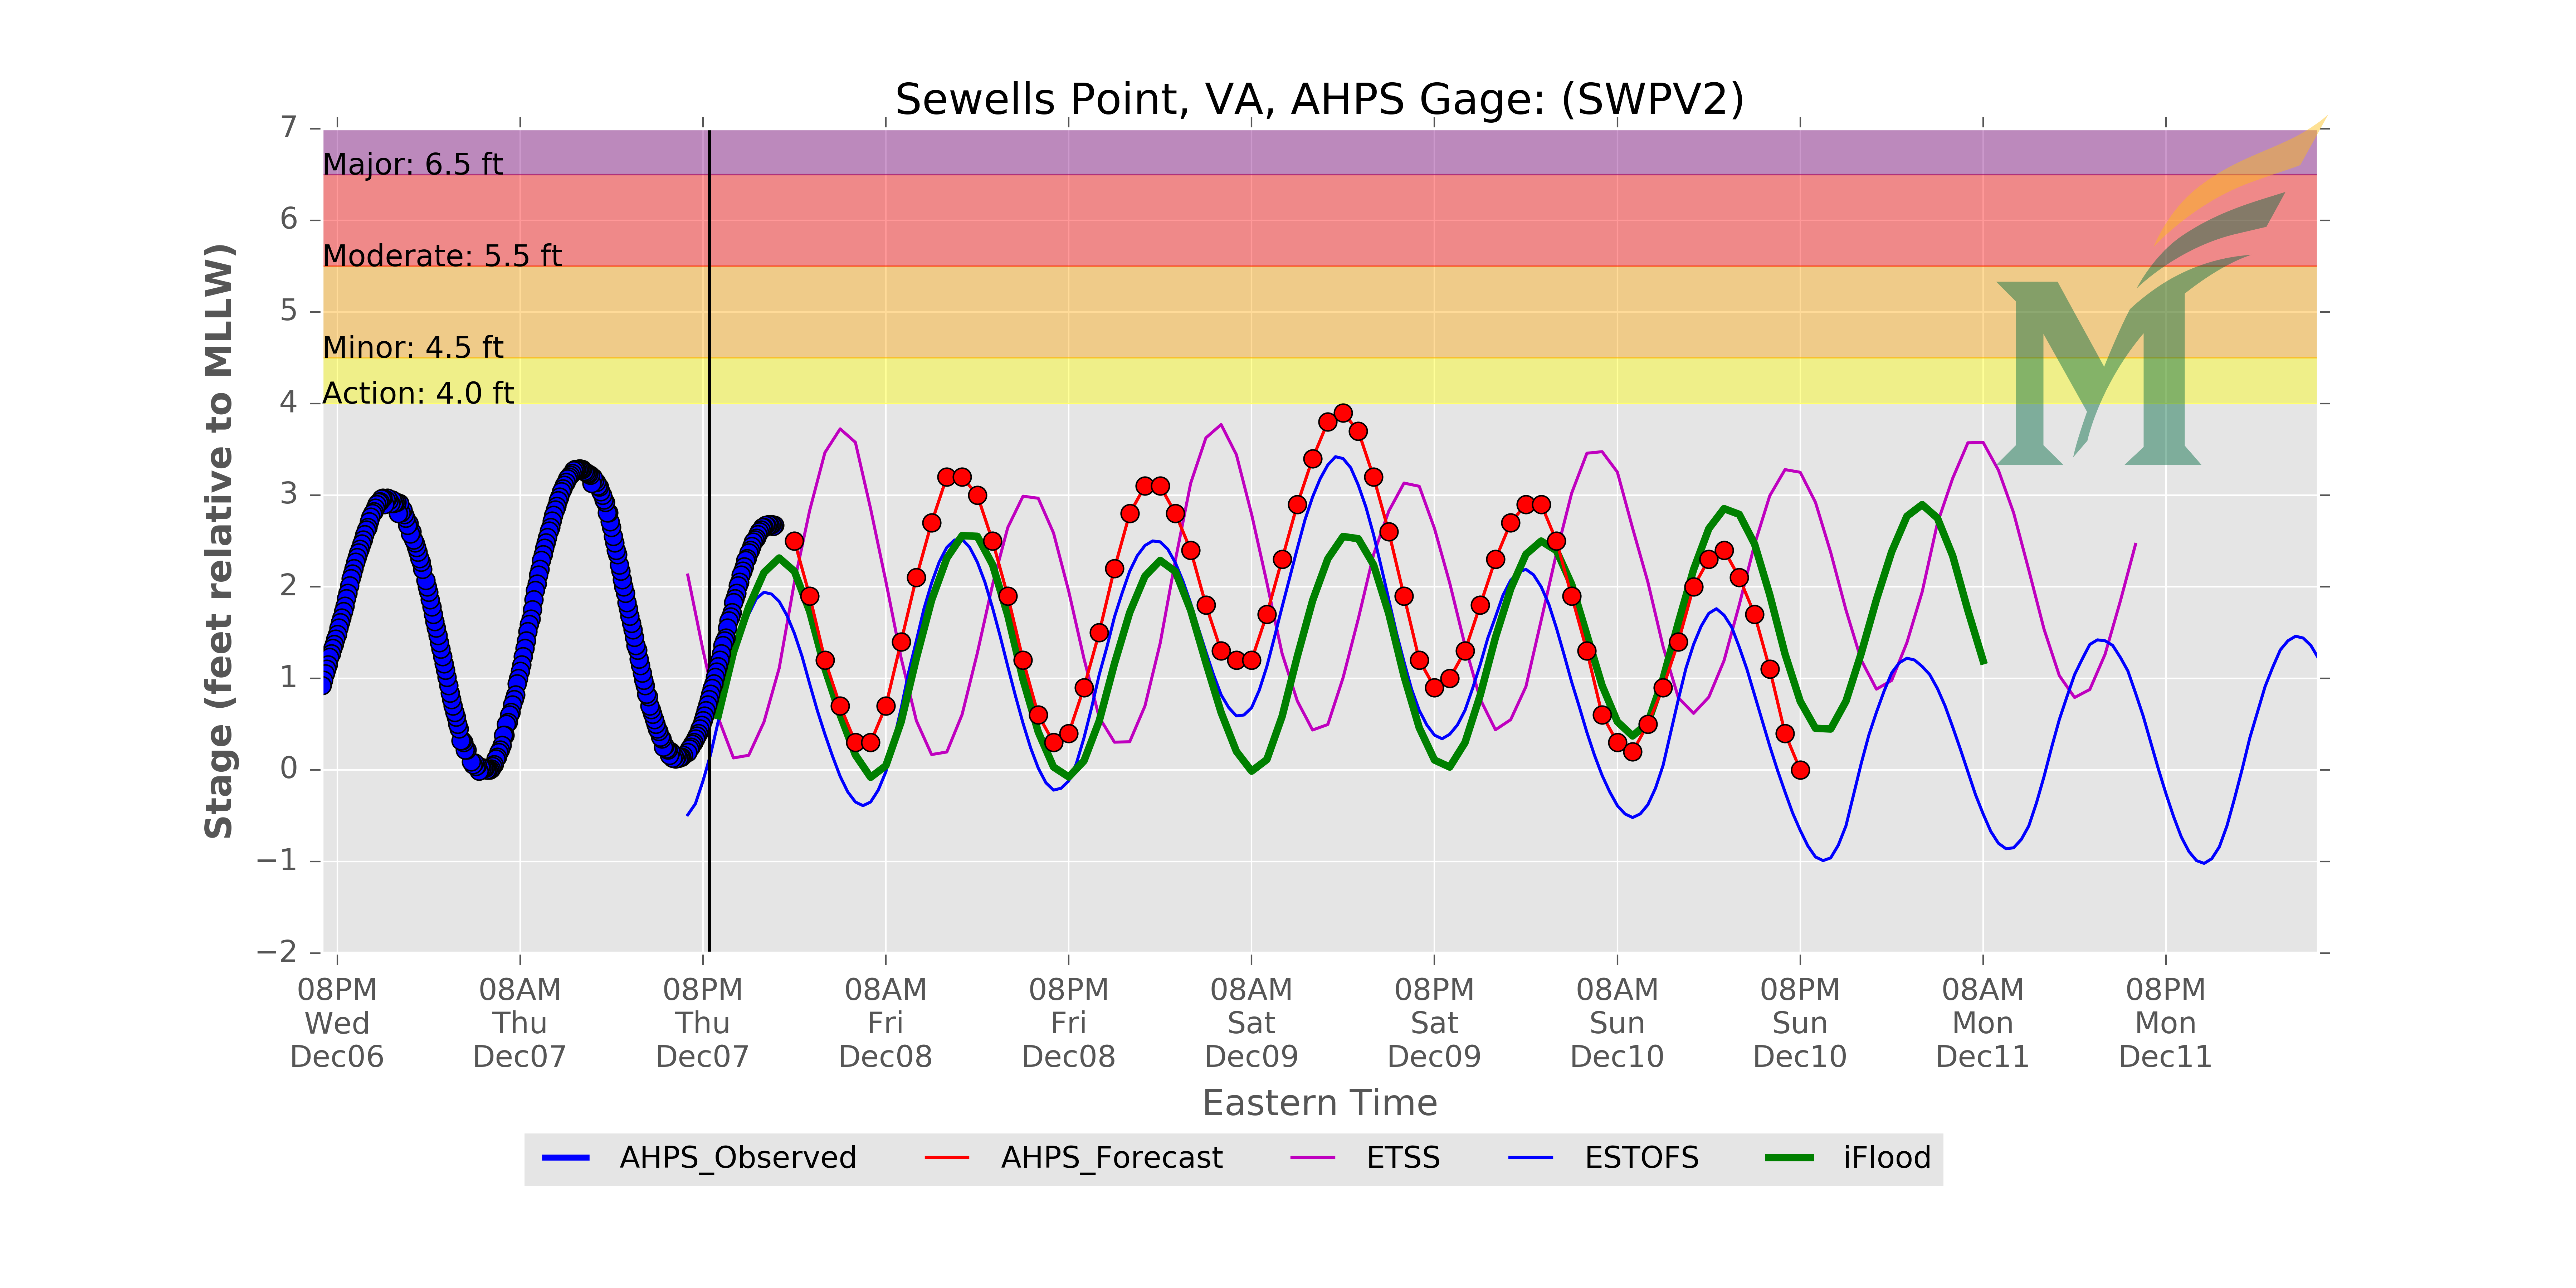 Sewells Point, VA, AHPS Gage: (SWPV2)
7
6
5
4
3
2
1
0
−1
−2
Stage (feet relative to MLLW)
Major: 6.5 ft
Moderate: 5.5 ft
Minor: 4.5 ft
Action: 4.0 ft
M
08PM 08AM 08PM 08AM 08PM 08AM 08PM 08AM 08PM 08AM 08PM
Wed Thu Thu Fri Fri Sat Sat Sun Sun Mon Mon
Dec06 Dec07 Dec07 Dec08 Dec08 Dec09 Dec09 Dec10 Dec10 Dec11 Dec11
Eastern Time
AHPS_Observed AHPS_Forecast ETSS ESTOFS iFlood